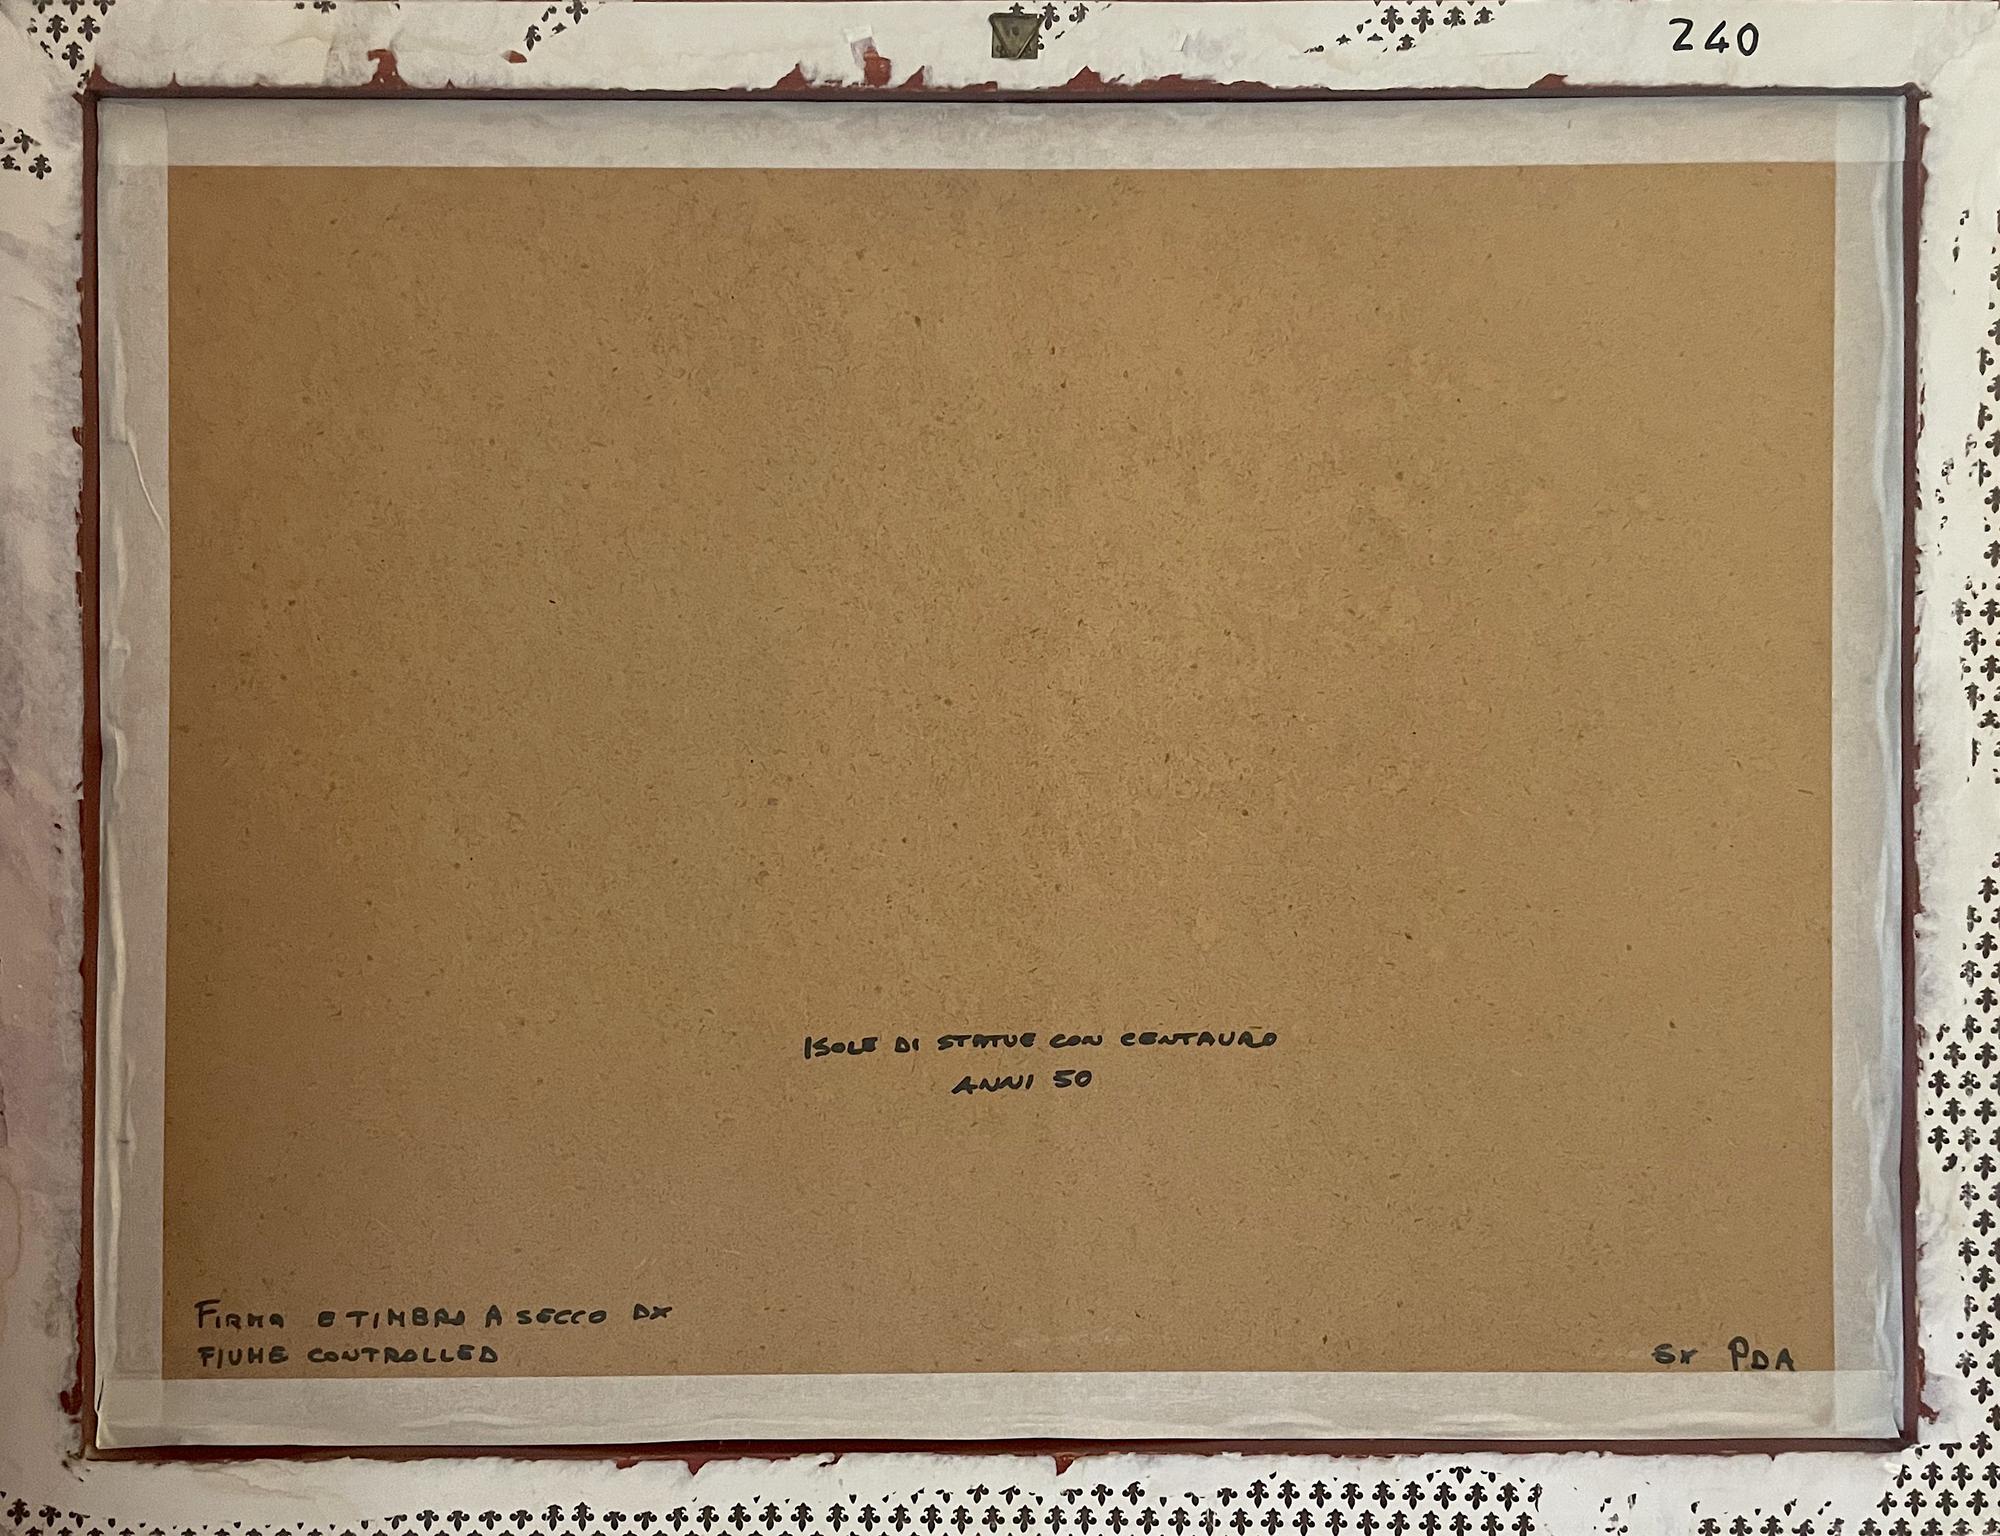 240
ISOLE DI STATUE CON CENTAURO
ANNI 50
FIRMA E TIMBRO A SECCO DX
FIUME CONTROLLED
SX PDA